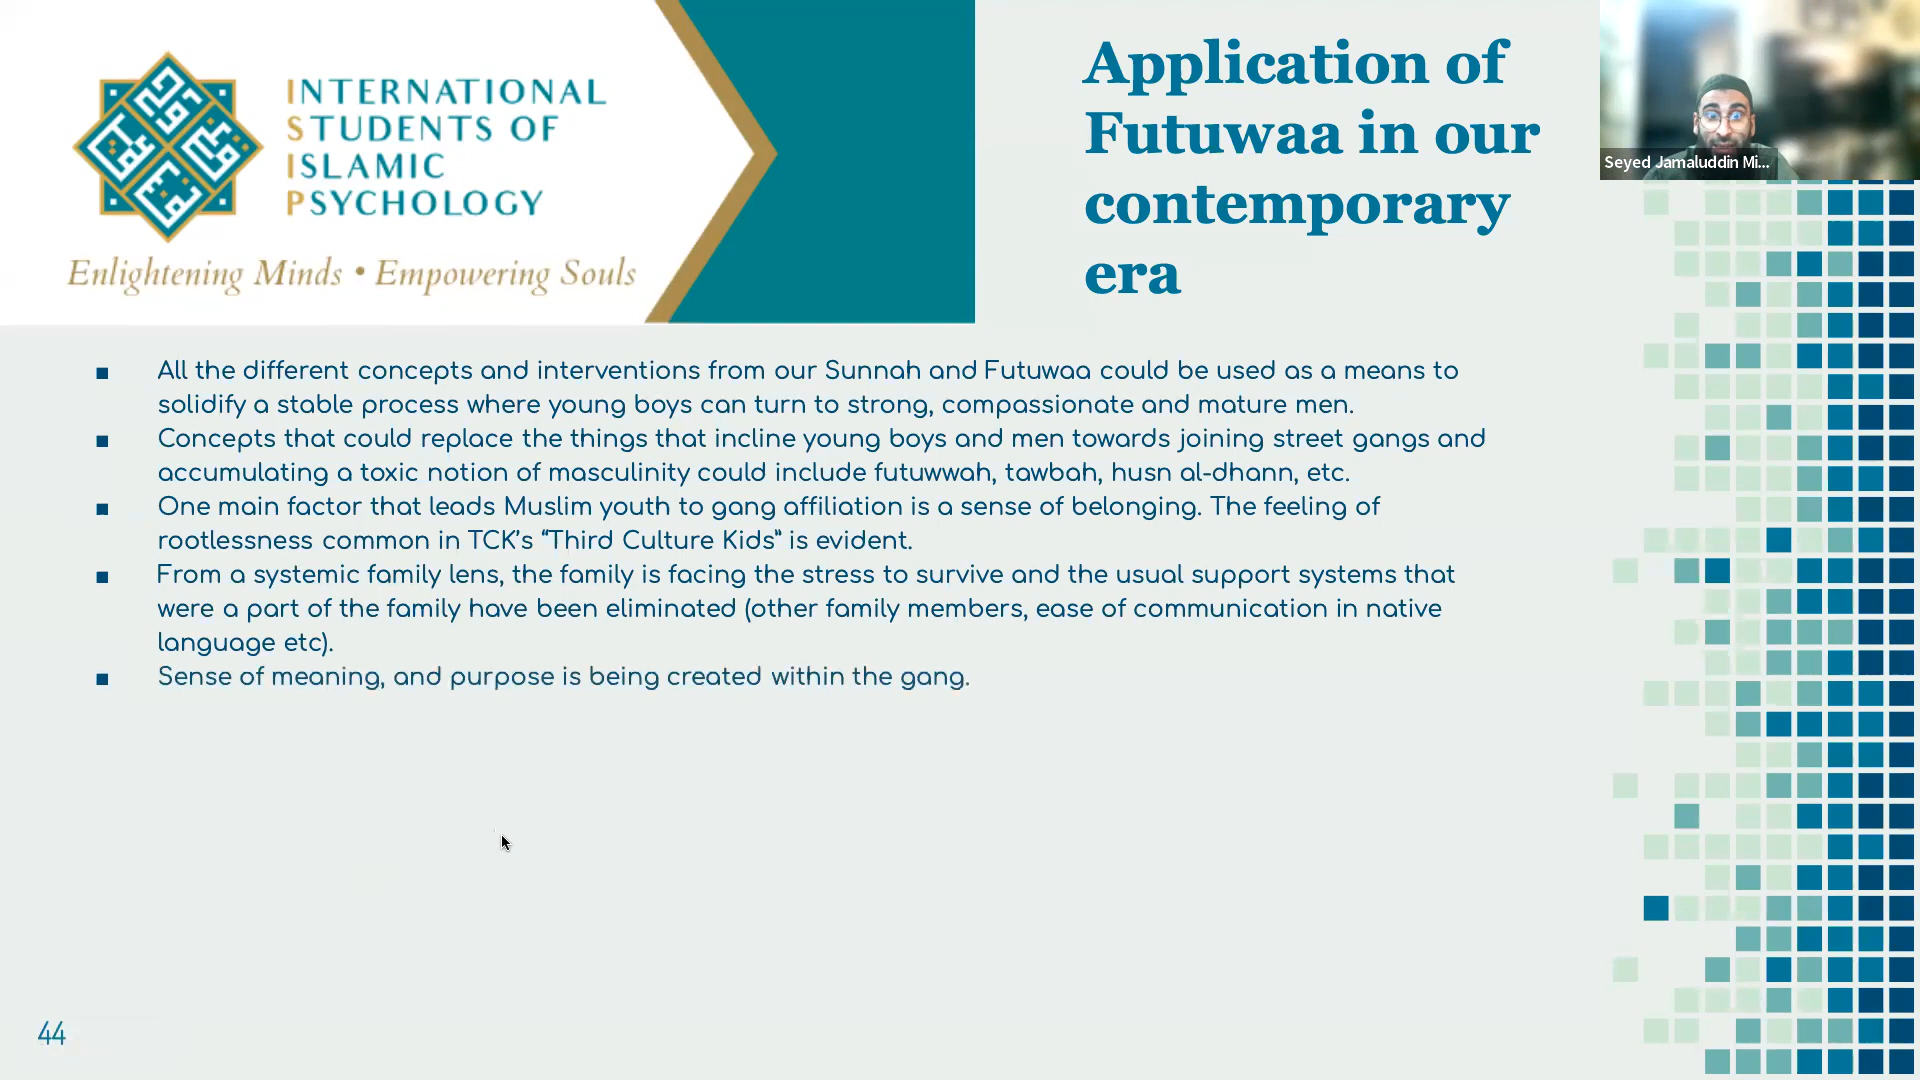 INTERNATIONAL
STUDENTS OF
ISLAMIC
PSYCHOLOGY
Enlightening Minds • Empowering Souls
Application of
Futuwaa in our
contemporary
era
Seyed Jamaluddin Mi...
■ All the different concepts and interventions from our Sunnah and Futuwaa could be used as a means to
solidify a stable process where young boys can turn to strong, compassionate and mature men.
■ Concepts that could replace the things that incline young boys and men towards joining street gangs and
accumulating a toxic notion of masculinity could include futuwwah, tawbah, husn al-dhann, etc.
■ One main factor that leads Muslim youth to gang affiliation is a sense of belonging. The feeling of
rootlessness common in TCK's “Third Culture Kids” is evident.
■ From a systemic family lens, the family is facing the stress to survive and the usual support systems that
were a part of the family have been eliminated (other family members, ease of communication in native
language etc).
■ Sense of meaning, and purpose is being created within the gang.
44